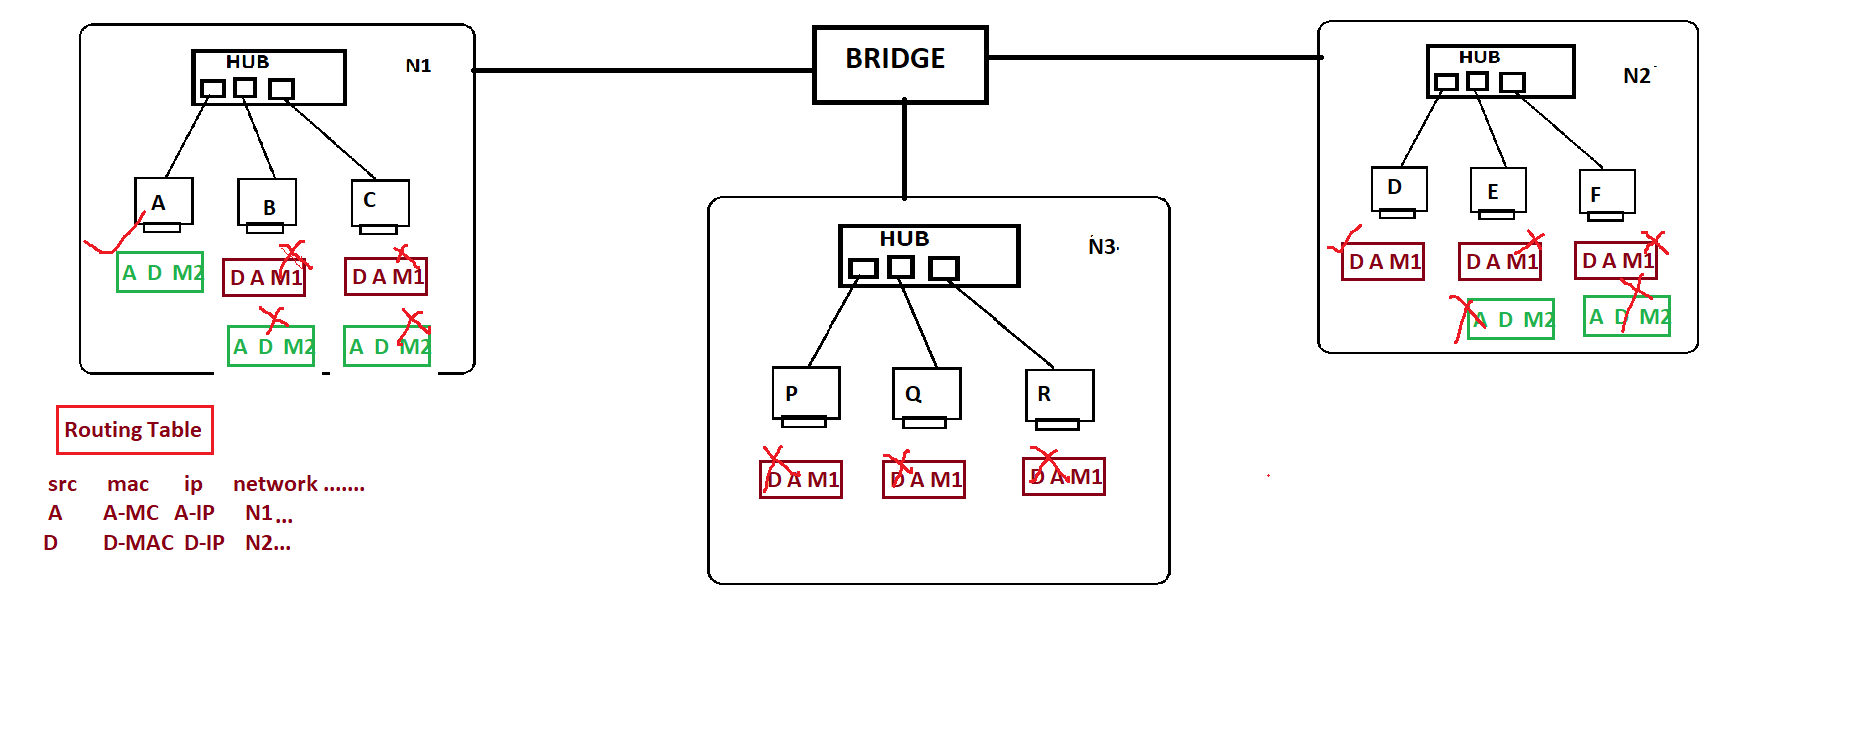 BRIDGE
HUB
N1
A
B
C
A D M2
D A M1
D A M1
A D M2
A D M2
HUB
N2
D
E
F
D A M1
D A M1
D A M1
A D M2
A D M2
HUB
N3
P
Q
R
D A M1
D A M1
D A M1
Routing Table
src mac ip network .......
A A-MC A-IP N1 ...
D D-MAC D-IP N2...